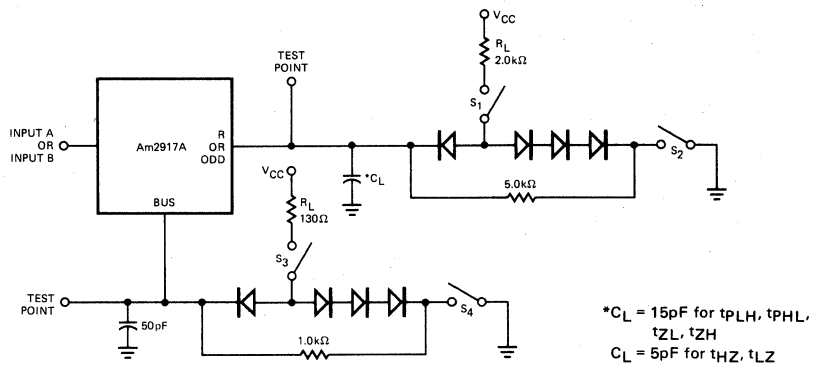 VCC
RL
2.0kΩ
TEST
POINT
S1
INPUT A
OR
INPUT B
Am2917A
R
OR
ODD
BUS
*CL
S2
5.0kΩ
VCC
RL
130Ω
S3
TEST
POINT
50pF
S4
1.0kΩ
*CL = 15pF for tPLH, tPHL,
tZL, tZH
CL = 5pF for tHZ, tLZ